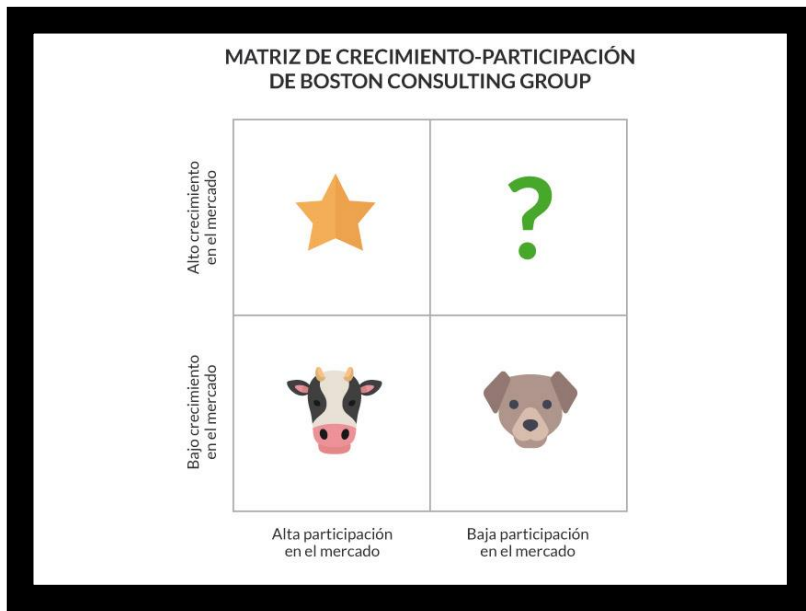 MATRIZ DE CRECIMIENTO-PARTICIPACIÓN
DE BOSTON CONSULTING GROUP
Alto crecimiento
en el mercado
?
Bajo crecimiento
en el mercado
Alta participación
en el mercado
Baja participación
en el mercado